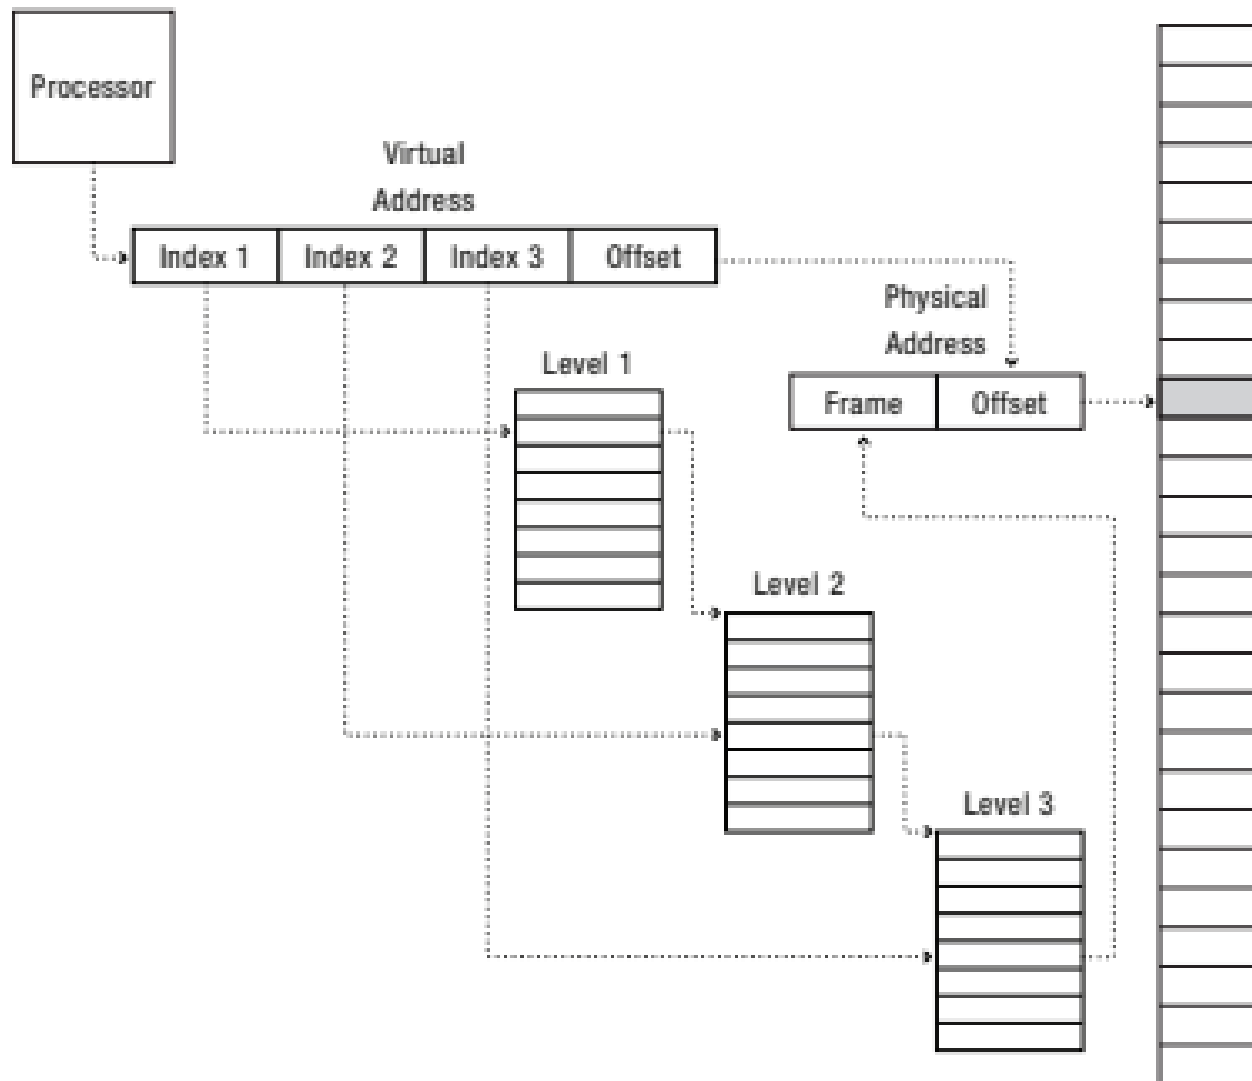 Processor
Virtual
Address
Index 1
Index 2
Index 3
Offset
Physical
Address
Level 1
Frame
Offset
Level 2
Level 3